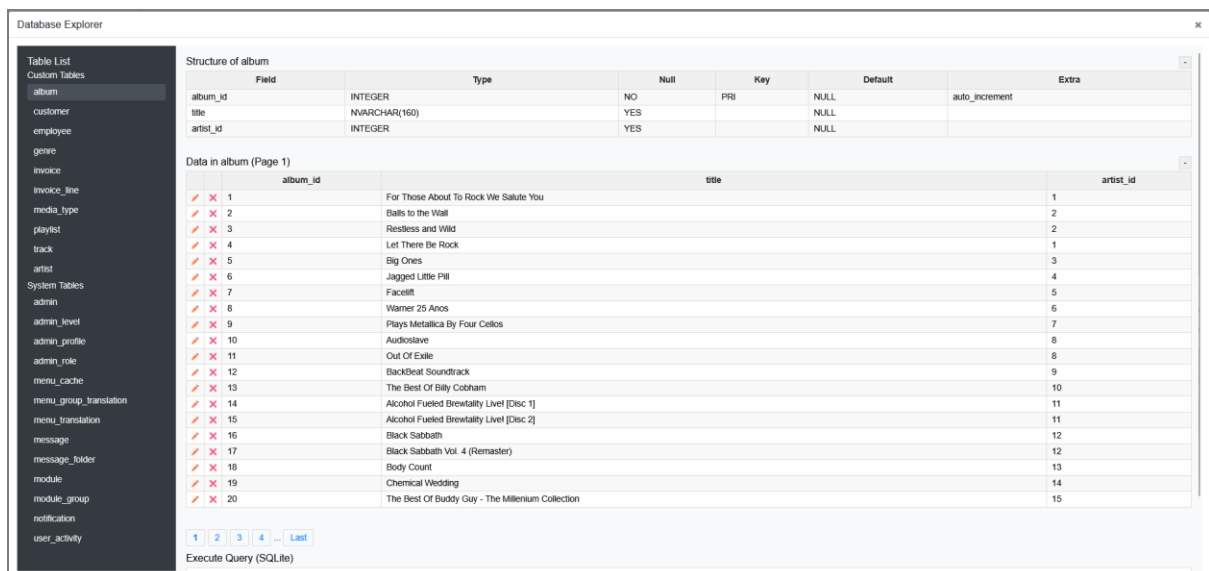 Database Explorer
Table List
Custom Tables
album
customer
employee
genre
invoice
invoice_line
media_type
playlist
track
artist
System Tables
admin
admin_level
admin_profile
admin_role
menu_cache
menu_group_translation
menu_translation
message
message_folder
module
module_group
notification
user_activity
Structure of album
Field Type Null Key Default Extra
album_id INTEGER NO PRI NULL auto_increment
title NVARCHAR(160) YES NULL
artist_id INTEGER YES NULL
Data in album (Page 1)
album_id title artist_id
1 For Those About To Rock We Salute You 1
2 Balls to the Wall 2
3 Restless and Wild 2
4 Let There Be Rock 1
5 Big Ones 3
6 Jagged Little Pill 4
7 Facelift 5
8 Warner 25 Anos 6
9 Plays Metallica By Four Cellos 7
10 Audioslave 8
11 Out Of Exile 8
12 BackBeat Soundtrack 9
13 The Best Of Billy Cobham 10
14 Alcohol Fueled Brewtality Live! [Disc 1] 11
15 Alcohol Fueled Brewtality Live! [Disc 2] 11
16 Black Sabbath 12
17 Black Sabbath Vol. 4 (Remaster) 12
18 Body Count 13
19 Chemical Wedding 14
20 The Best Of Buddy Guy - The Millenium Collection 15
1 2 3 4 ... Last
Execute Query (SQLite)